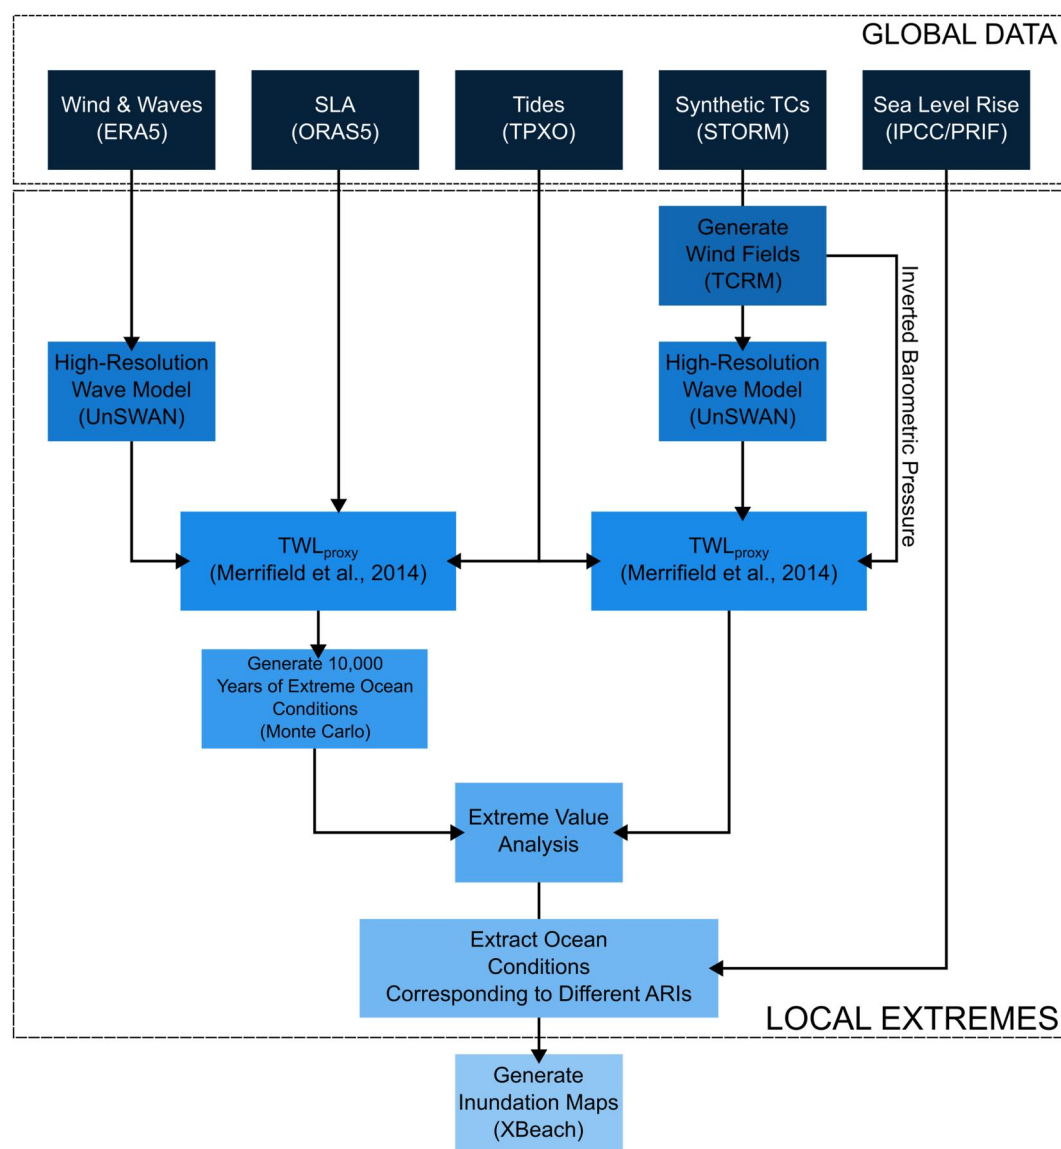 GLOBAL DATA
Wind & Waves
(ERA5)
SLA
(ORAS5)
Tides
(TPXO)
Synthetic TCs
(STORM)
Sea Level Rise
(IPCC/PRIF)
Generate
Wind Fields
(TCRM)
Inverted Barometric Pressure
High-Resolution
Wave Model
(UnSWAN)
High-Resolution
Wave Model
(UnSWAN)
TWLproxy
(Merrifield et al., 2014)
TWLproxy
(Merrifield et al., 2014)
Generate 10,000
Years of Extreme Ocean
Conditions
(Monte Carlo)
Extreme Value
Analysis
Extract Ocean
Conditions
Corresponding to Different ARIs
LOCAL EXTREMES
Generate
Inundation Maps
(XBeach)